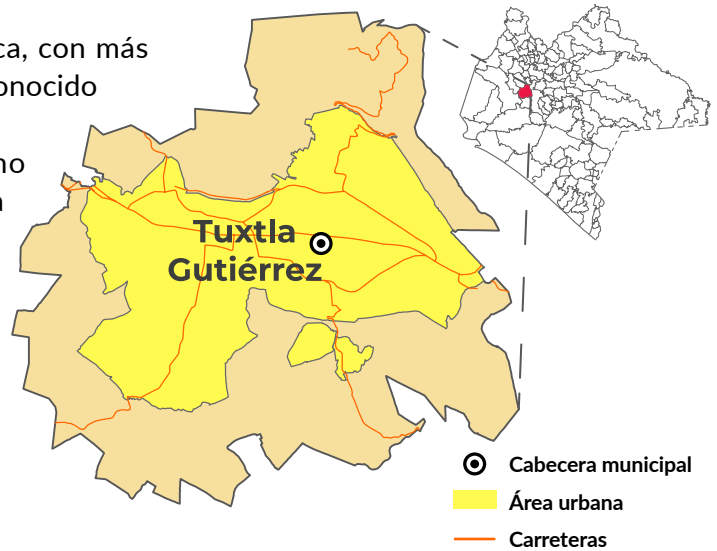 ca, con más
onocido
no
Tuxtla
Gutiérrez
Cabecera municipal
Área urbana
Carreteras